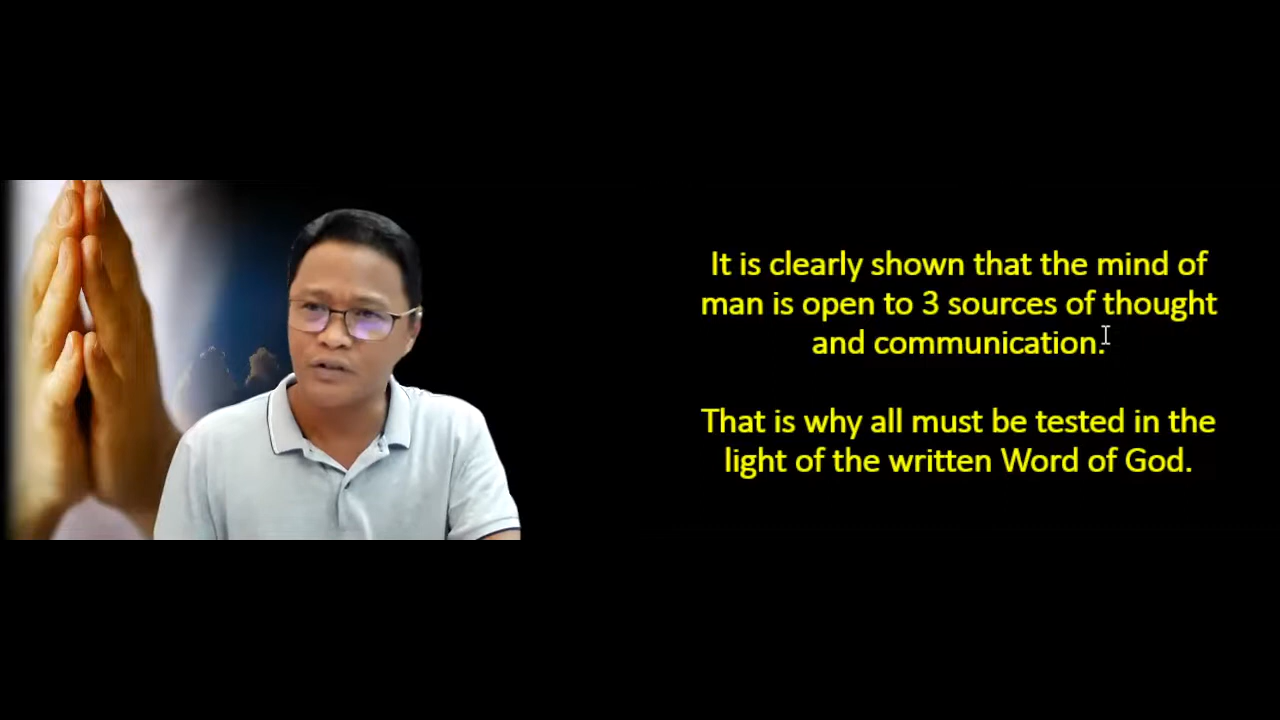 It is clearly shown that the mind of
man is open to 3 sources of thought
and communication.
That is why all must be tested in the
light of the written Word of God.